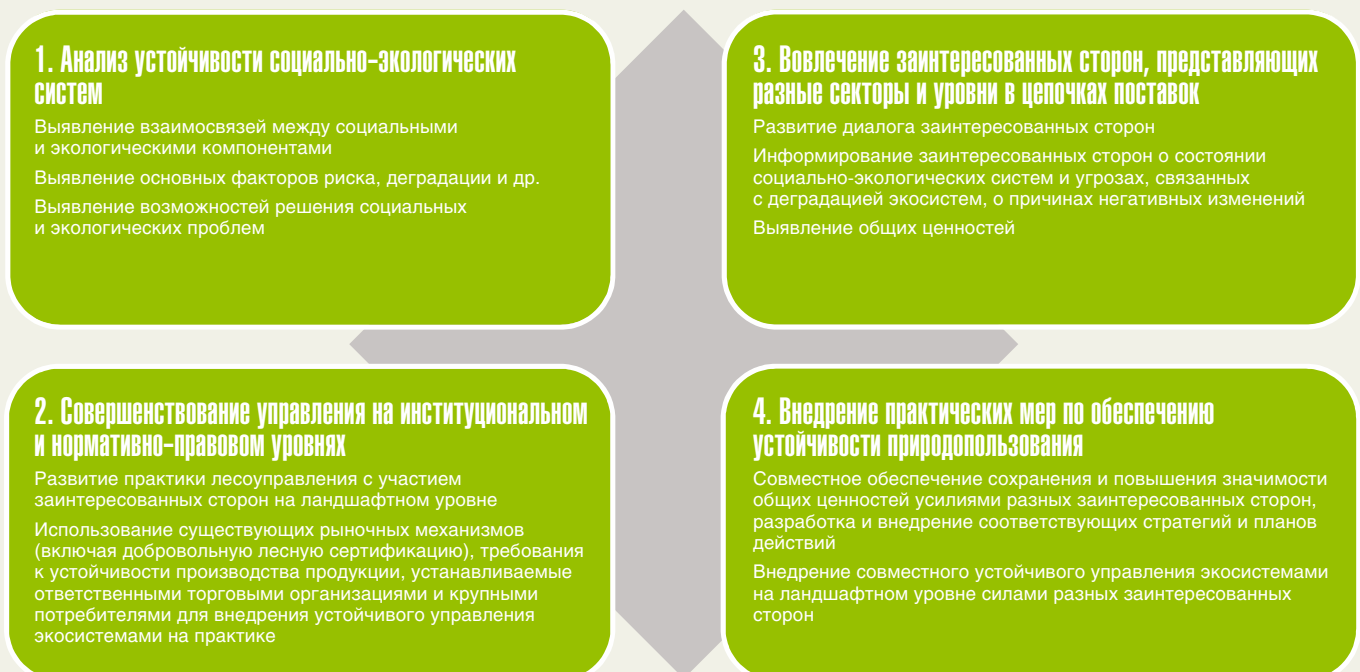 1. Анализ устойчивости социально-экологических
систем
Выявление взаимосвязей между социальными
и экологическими компонентами
Выявление основных факторов риска, деградации и др.
Выявление возможностей решения социальных
и экологических проблем
2. Совершенствование управления на институциональном
и нормативно-правовом уровнях
Развитие практики лесоуправления с участием
заинтересованных сторон на ландшафтном уровне
Использование существующих рыночных механизмов
(включая добровольную лесную сертификацию), требования
к устойчивости производства продукции, устанавливаемые
ответственными торговыми организациями и крупными
потребителями для внедрения устойчивого управления
экосистемами на практике
3. Вовлечение заинтересованных сторон, представляющих
разные секторы и уровни в цепочках поставок
Развитие диалога заинтересованных сторон
Информирование заинтересованных сторон о состоянии
социально-экологических систем и угрозах, связанных
с деградацией экосистем, о причинах негативных изменений
Выявление общих ценностей
4. Внедрение практических мер по обеспечению
устойчивости природопользования
Совместное обеспечение сохранения и повышения значимости
общих ценностей усилиями разных заинтересованных сторон,
разработка и внедрение соответствующих стратегий и планов
действий
Внедрение совместного устойчивого управления экосистемами
на ландшафтном уровне силами разных заинтересованных
сторон